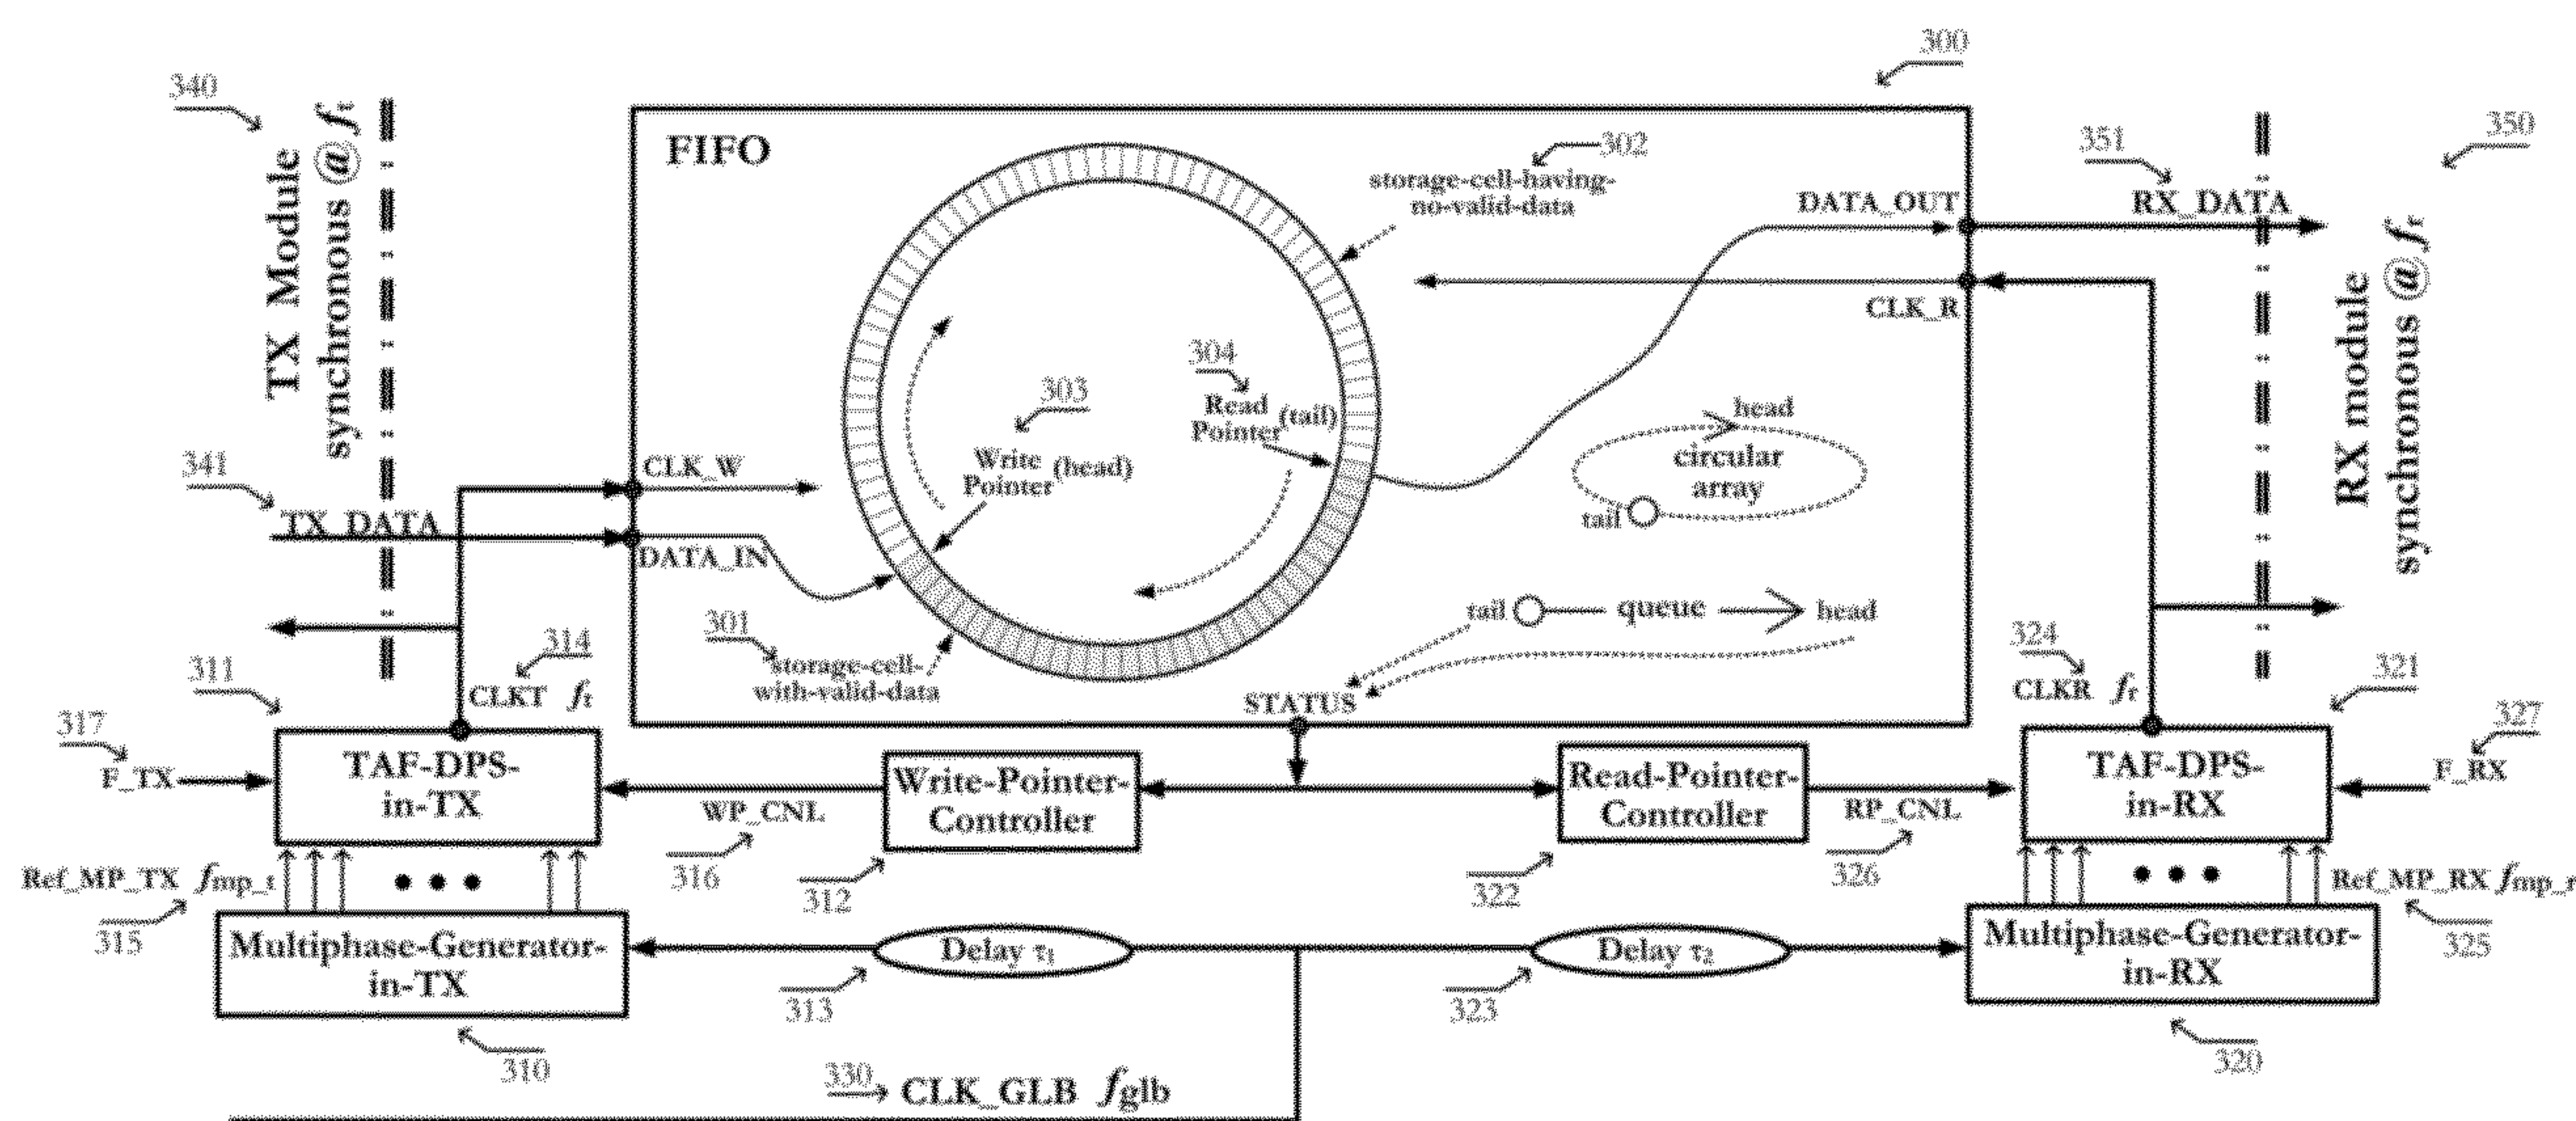 300
340
TX Module
synchronous @ft
FIFO
302
storage-cell-having-
no-valid-data
DATA_OUT
351
RX_DATA
350
CLK_R
RX module
synchronous @fr
304
Read
Pointer(tail)
303
Write
Pointer(head)
head
circular
array
tail
341
TX_DATA
CLK_W
DATA_IN
tail queue head
301
storage-cell-
with-valid-data
STATUS
314
CLKT ft
311
317
F_TX
TAF-DPS-
in-TX
WP_CNL
316
Write-Pointer-
Controller
312
Read-Pointer-
Controller
322
RP_CNL
326
324
CLKR fr
321
327
F_RX
TAF-DPS-
in-RX
Ref_MP_TX fmp_t
315
Ref_MP_RX fmp_r
325
Multiphase-Generator-
in-TX
310
Delay τ1
313
Delay τ2
323
Multiphase-Generator-
in-RX
320
330 CLK_GLB fglb